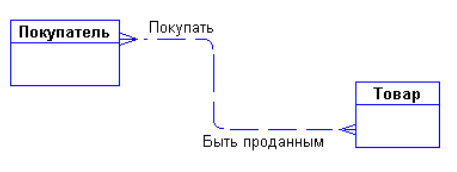 Покупатель
Покупать
Товар
Быть проданным